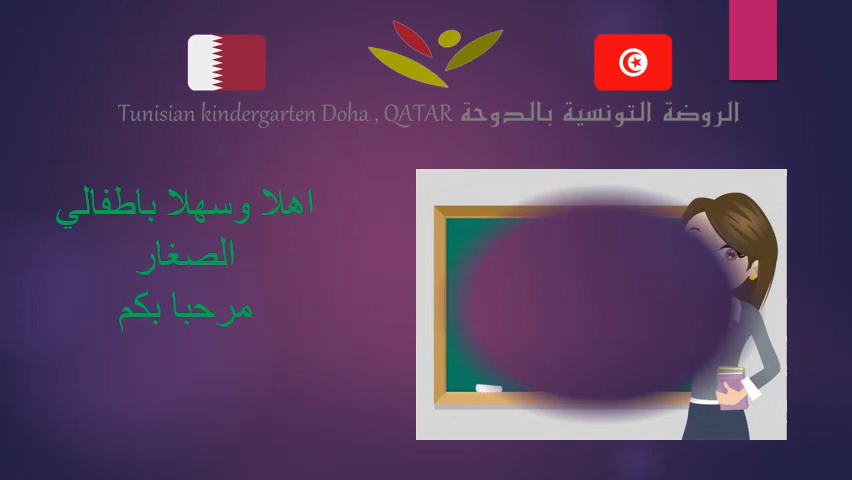 Tunisian kindergarten Doha , QATAR الروضة التونسية بالدوحة
اهلا وسهلا باطفالي
الصغار
مرحبا بكم